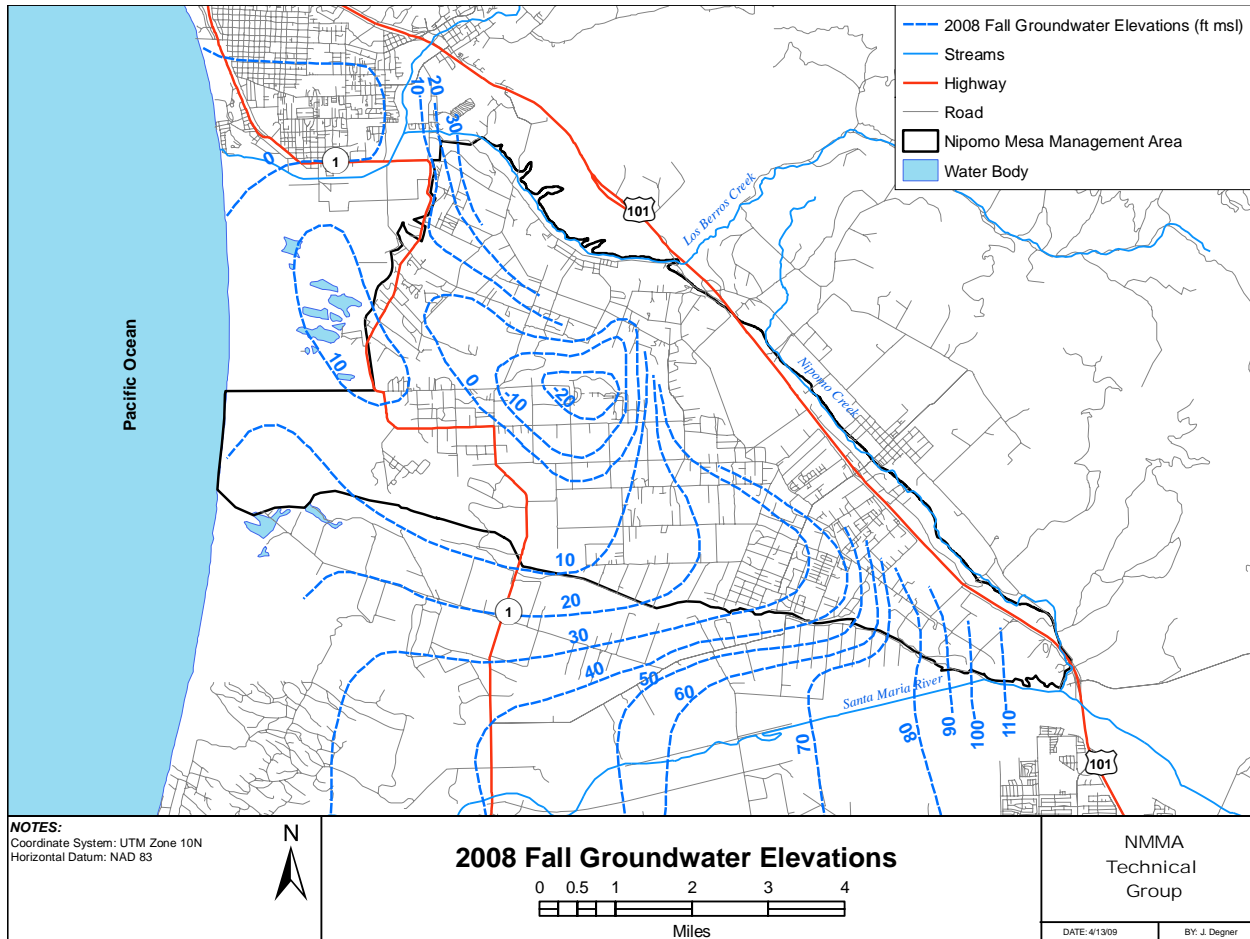 2008 Fall Groundwater Elevations (ft msl)
Streams
Highway
Road
Nipomo Mesa Management Area
Water Body
10
20
30
0
1
101
Los Berros Creek
Pacific Ocean
10
0
-10
-20
Nipomo Creek
10
20
1
30
40
50
60
Santa Maria River
70
80
90
100
110
101
NOTES:
Coordinate System: UTM Zone 10N
Horizontal Datum: NAD 83
N
2008 Fall Groundwater Elevations
0 0.5 1 2 3 4
Miles
NMMA
Technical
Group
DATE: 4/13/09
BY: J. Degner